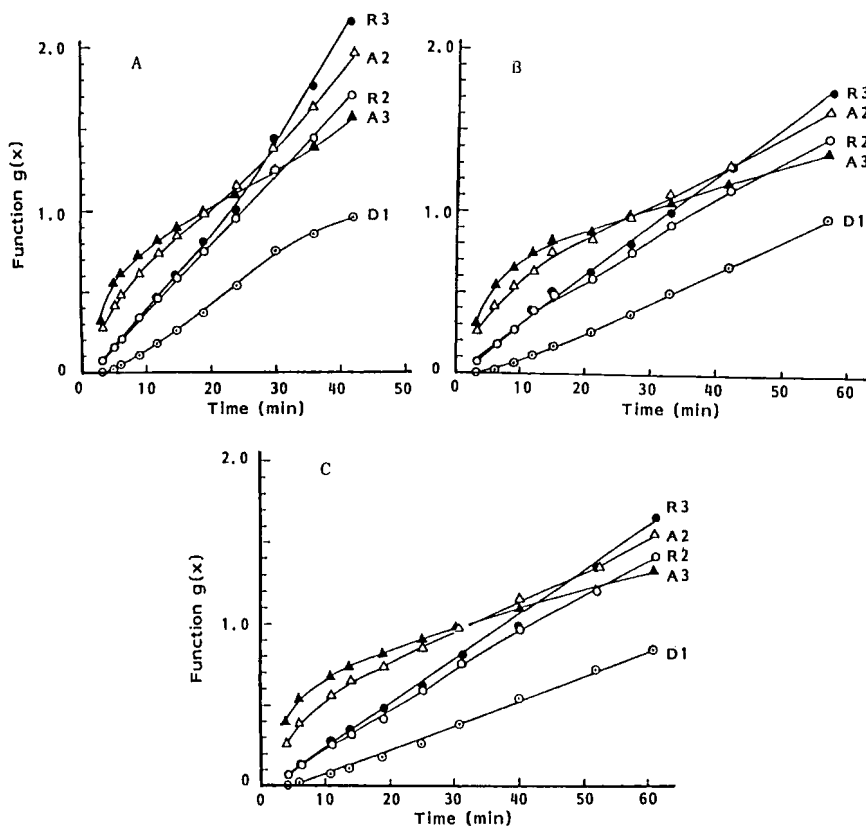 A
Function g(x)
2.0
1.0
0
R3
A2
R2
A3
D1
0 10 20 30 40 50
Time (min)
B
2.0
1.0
0
R3
A2
R2
A3
D1
0 10 20 30 40 50 60
Time (min)
C
Function g(x)
2.0
1.0
0
R3
A2
R2
A3
D1
0 10 20 30 40 50 60
Time (min)